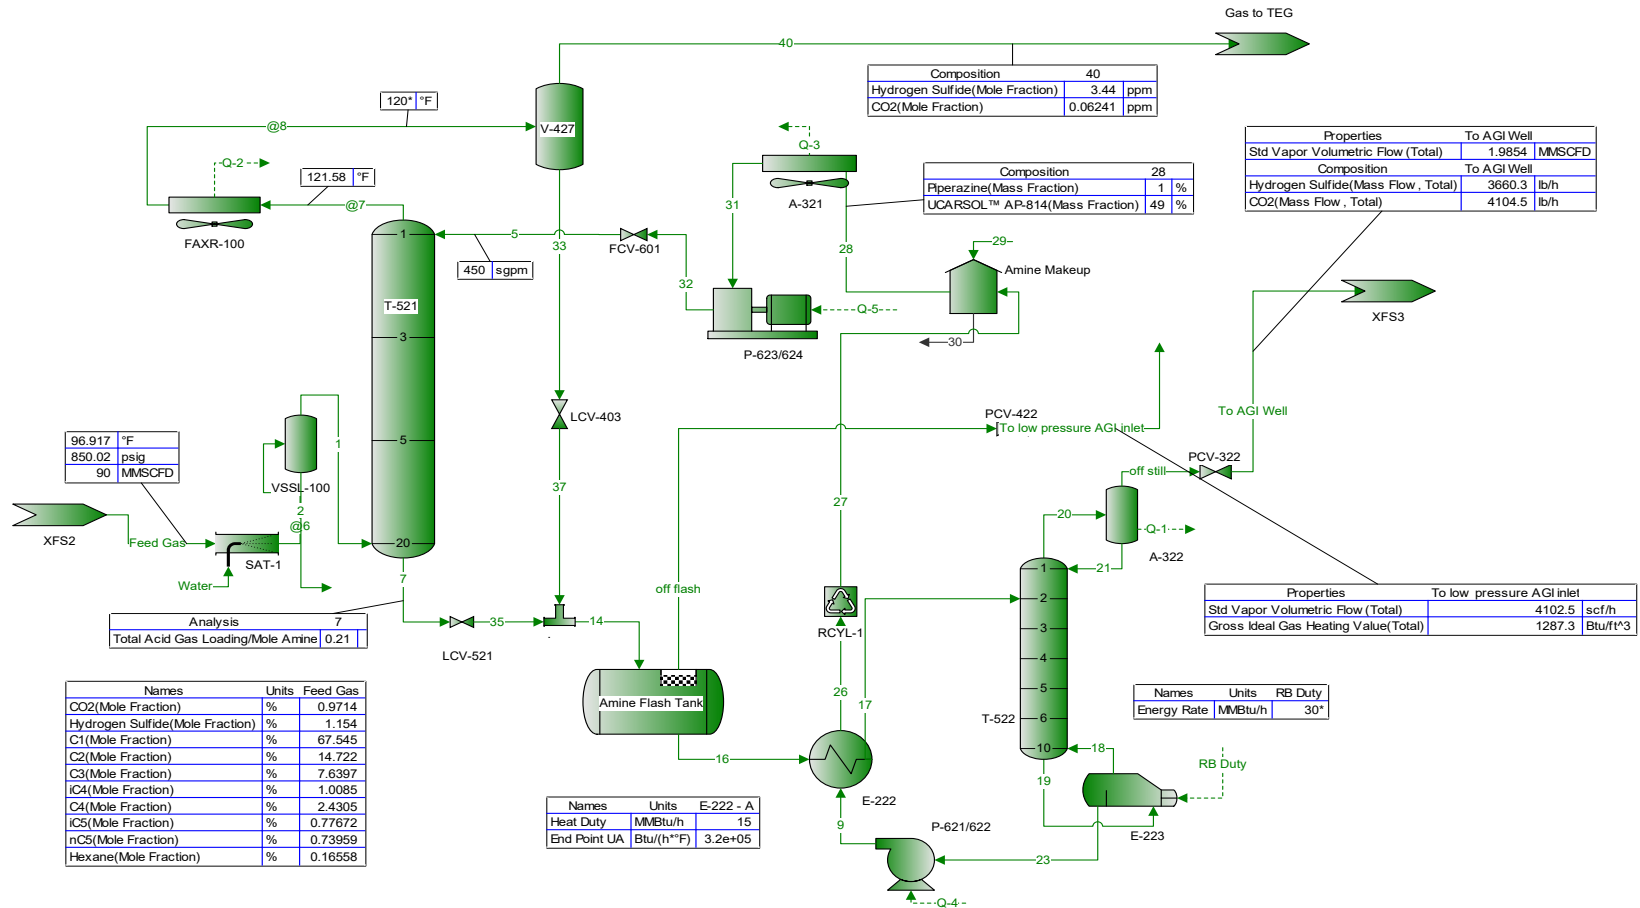 Gas to TEG
40
Composition 40
Hydrogen Sulfide(Mole Fraction) 3.44 ppm
CO2(Mole Fraction) 0.06241 ppm
120* °F
@8
V-427
Q-3
Q-2
121.58 °F
@7
FAXR-100
A-321
31
Composition 28
Piperazine(Mass Fraction) 1 %
UCARSOL™ AP-814(Mass Fraction) 49 %
Properties To AGI Well
Std Vapor Volumetric Flow (Total) 1.9854 MMSCFD
Composition To AGI Well
Hydrogen Sulfide(Mass Flow , Total) 3660.3 lb/h
CO2(Mass Flow , Total) 4104.5 lb/h
1
5
33
FCV-601
28
29
Amine Makeup
450 sgpm
32
T-521
Q-5
XFS3
3
30
P-623/624
LCV-403
PCV-422
To low pressure AGI inlet
To AGI Well
96.917 °F
850.02 psig
90 MMSCFD
1
5
PCV-322
off still
VSSL-100
37
27
2
@6
20
Q-1
XFS2
Feed Gas
20
A-322
SAT-1
Water
7
off flash
1
21
2
Properties To low pressure AGI inlet
Std Vapor Volumetric Flow (Total) 4102.5 scf/h
Gross Ideal Gas Heating Value(Total) 1287.3 Btu/ft^3
Analysis 7
Total Acid Gas Loading/Mole Amine 0.21
35
14
LCV-521
RCYL-1
3
4
5
6
10
T-522
Names Units Feed Gas
CO2(Mole Fraction) % 0.9714
Hydrogen Sulfide(Mole Fraction) % 1.154
C1(Mole Fraction) % 67.545
C2(Mole Fraction) % 14.722
C3(Mole Fraction) % 7.6397
iC4(Mole Fraction) % 1.0085
C4(Mole Fraction) % 2.4305
iC5(Mole Fraction) % 0.77672
nC5(Mole Fraction) % 0.73959
Hexane(Mole Fraction) % 0.16558
Amine Flash Tank
26
17
Names Units RB Duty
Energy Rate MMBtu/h 30*
16
18
19
RB Duty
E-222
E-223
Names Units E-222 - A
Heat Duty MMBtu/h 15
End Point UA Btu/(h*°F) 3.2e+05
9
P-621/622
23
Q-4